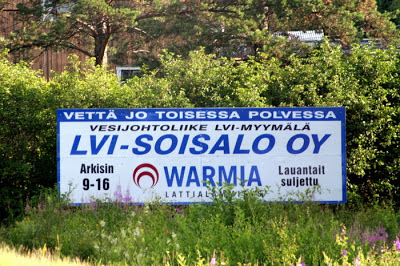 VETTÄ JO TOISESSA POLVESSA
VESIJOHTOLIIKE LVI-MYYMÄLÄ
LVI-SOISALO OY
Arkisin
9-16
WARMIA
Lauantait
suljettu